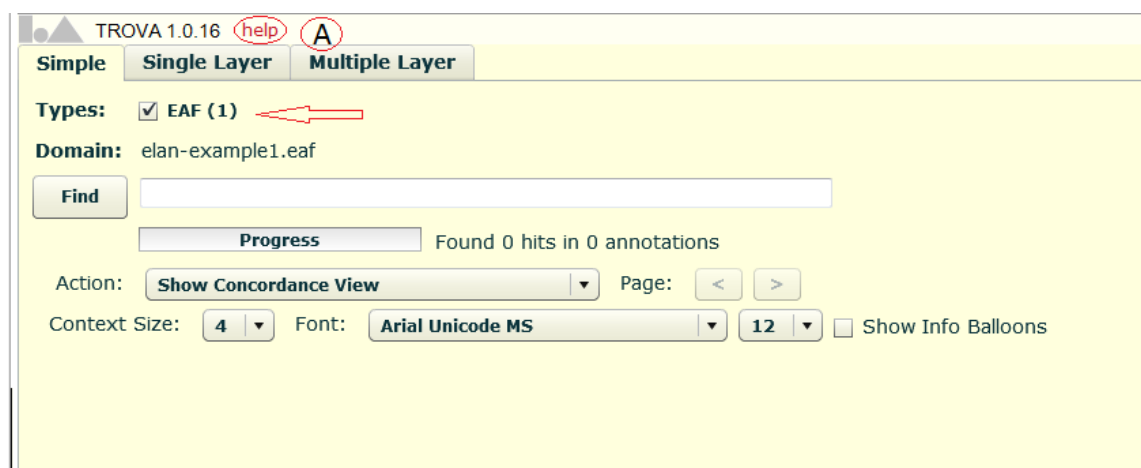 TROVA 1.0.16 help A
Simple Single Layer Multiple Layer
Types: EAF (1)
Domain: elan-example1.eaf
Find
Progress Found 0 hits in 0 annotations
Action: Show Concordance View Page: < >
Context Size: 4 Font: Arial Unicode MS 12 Show Info Balloons